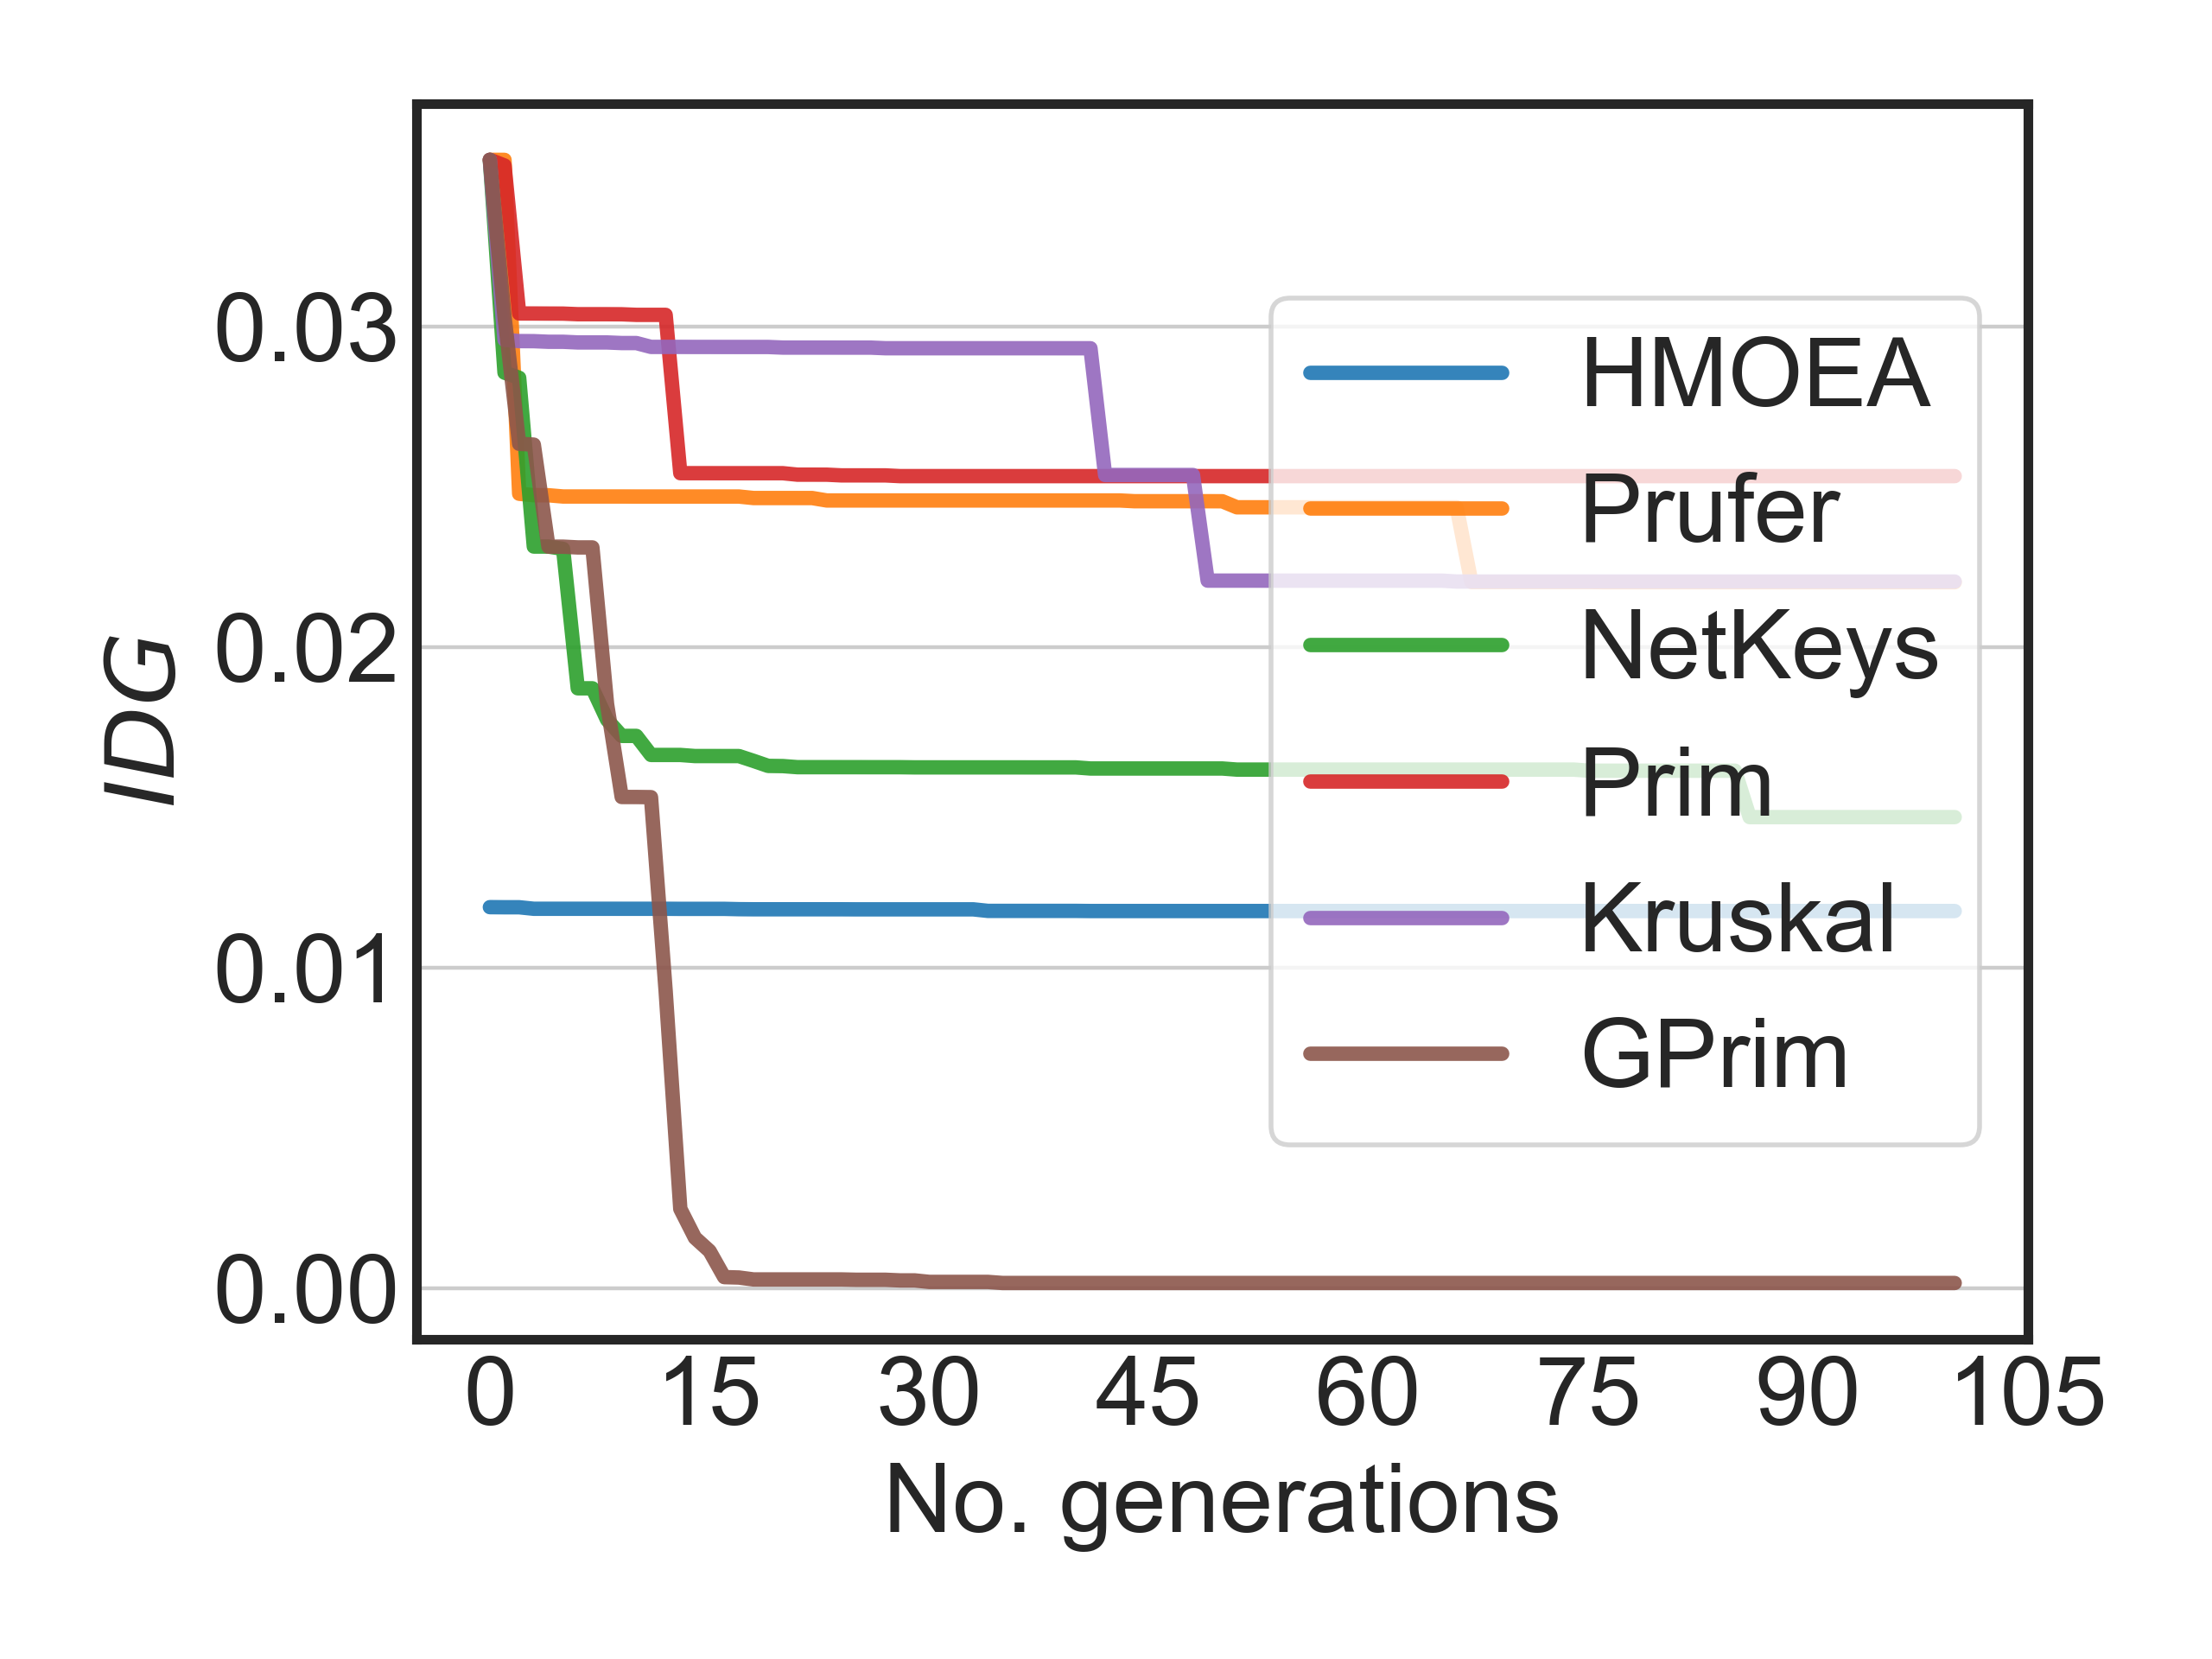 0.03
0.02
0.01
0.00
IDG
0 15 30 45 60 75 90 105
No. generations
HMOEA
Prufer
NetKeys
Prim
Kruskal
GPrim